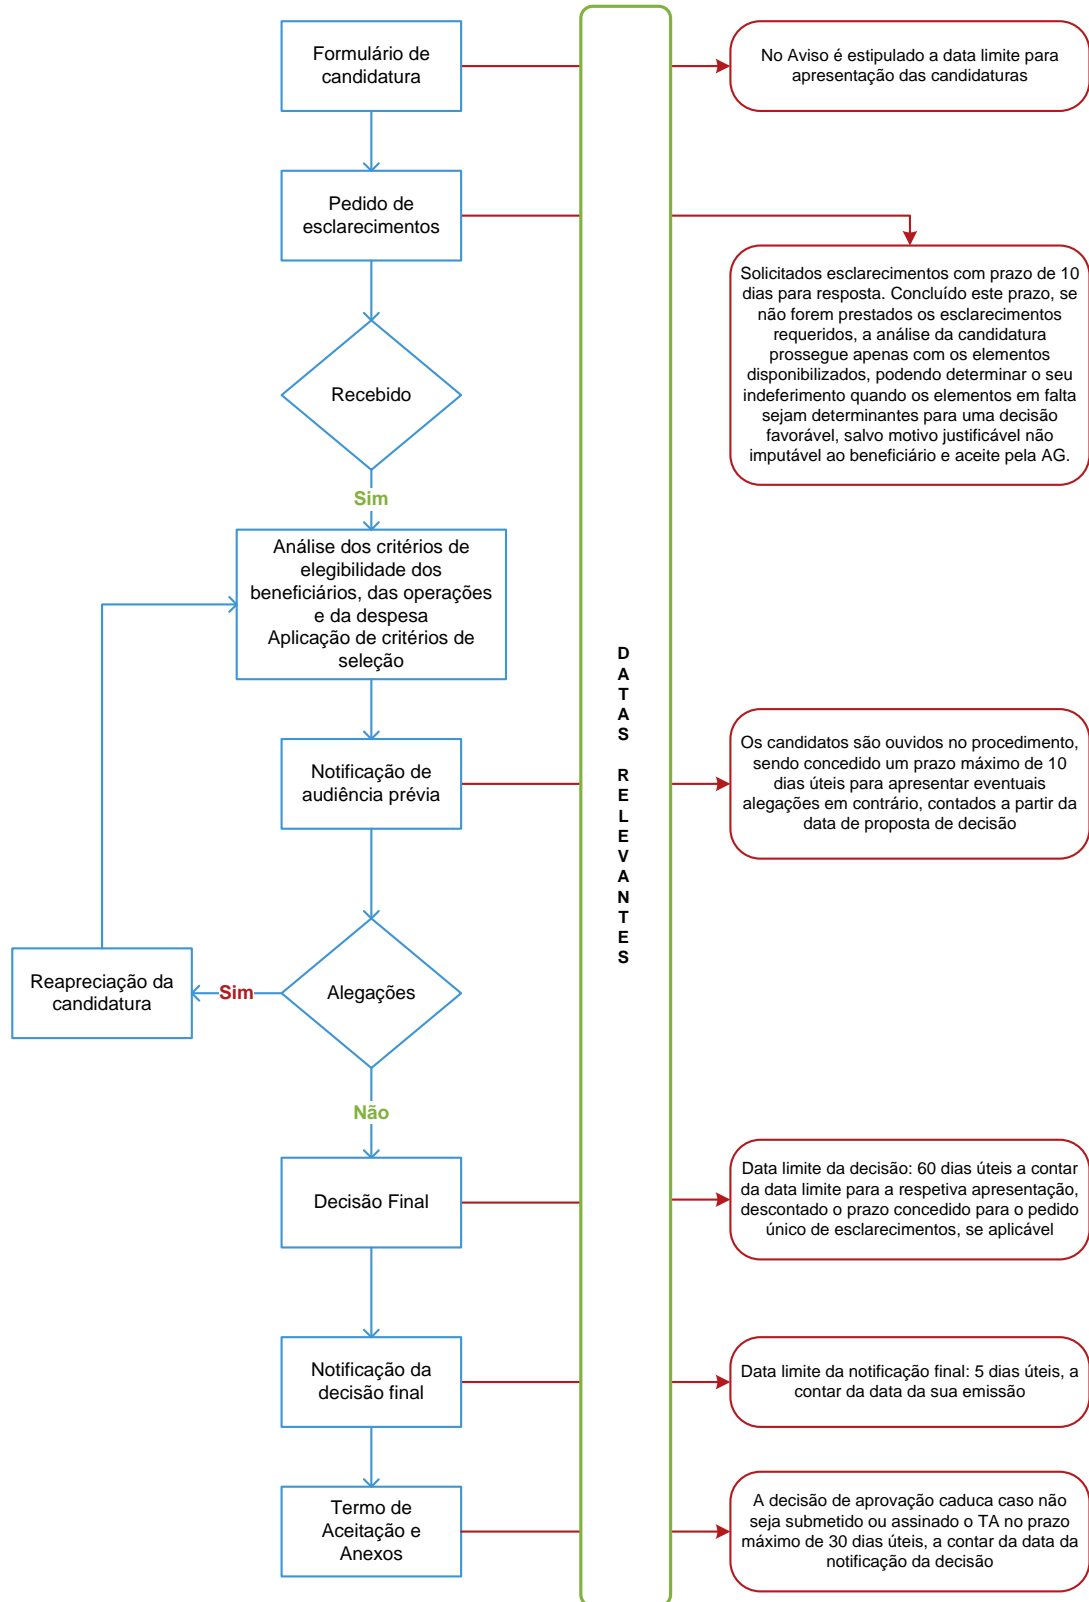 Formulário de
candidatura
No Aviso é estipulado a data limite para
apresentação das candidaturas
Pedido de
esclarecimentos
Solicitados esclarecimentos com prazo de 10
dias para resposta. Concluído este prazo, se
não forem prestados os esclarecimentos
requeridos, a análise da candidatura
prossegue apenas com os elementos
disponibilizados, podendo determinar o seu
indeferimento quando os elementos em falta
sejam determinantes para uma decisão
favorável, salvo motivo justificável não
imputável ao beneficiário e aceite pela AG.
Recebido
Sim
Análise dos critérios de
elegibilidade dos
beneficiários, das operações
e da despesa
Aplicação de critérios de
seleção
D
A
T
A
S
R
E
L
E
V
A
N
T
E
S
Notificação de
audiência prévia
Os candidatos são ouvidos no procedimento,
sendo concedido um prazo máximo de 10
dias úteis para apresentar eventuais
alegações em contrário, contados a partir da
data de proposta de decisão
Alegações
Sim
Reapreciação da
candidatura
Não
Decisão Final
Data limite da decisão: 60 dias úteis a contar
da data limite para a respetiva apresentação,
descontado o prazo concedido para o pedido
único de esclarecimentos, se aplicável
Notificação da
decisão final
Data limite da notificação final: 5 dias úteis, a
contar da data da sua emissão
Termo de
Aceitação e
Anexos
A decisão de aprovação caduca caso não
seja submetido ou assinado o TA no prazo
máximo de 30 dias úteis, a contar da data da
notificação da decisão